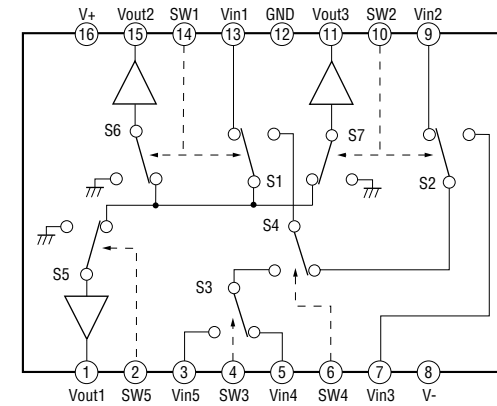 V+ Vout2 SW1 Vin1 GND Vout3 SW2 Vin2
16 15 14 13 12 11 10 9
S6 S7
S1 S2
S4
S5
S3
1 2 3 4 5 6 7 8
Vout1 SW5 Vin5 SW3 Vin4 SW4 Vin3 V-